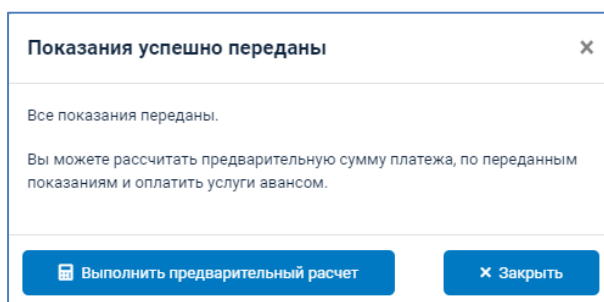 Показания успешно переданы
Все показания переданы.
Вы можете рассчитать предварительную сумму платежа, по переданным
показаниям и оплатить услуги авансом.
Выполнить предварительный расчет
Закрыть